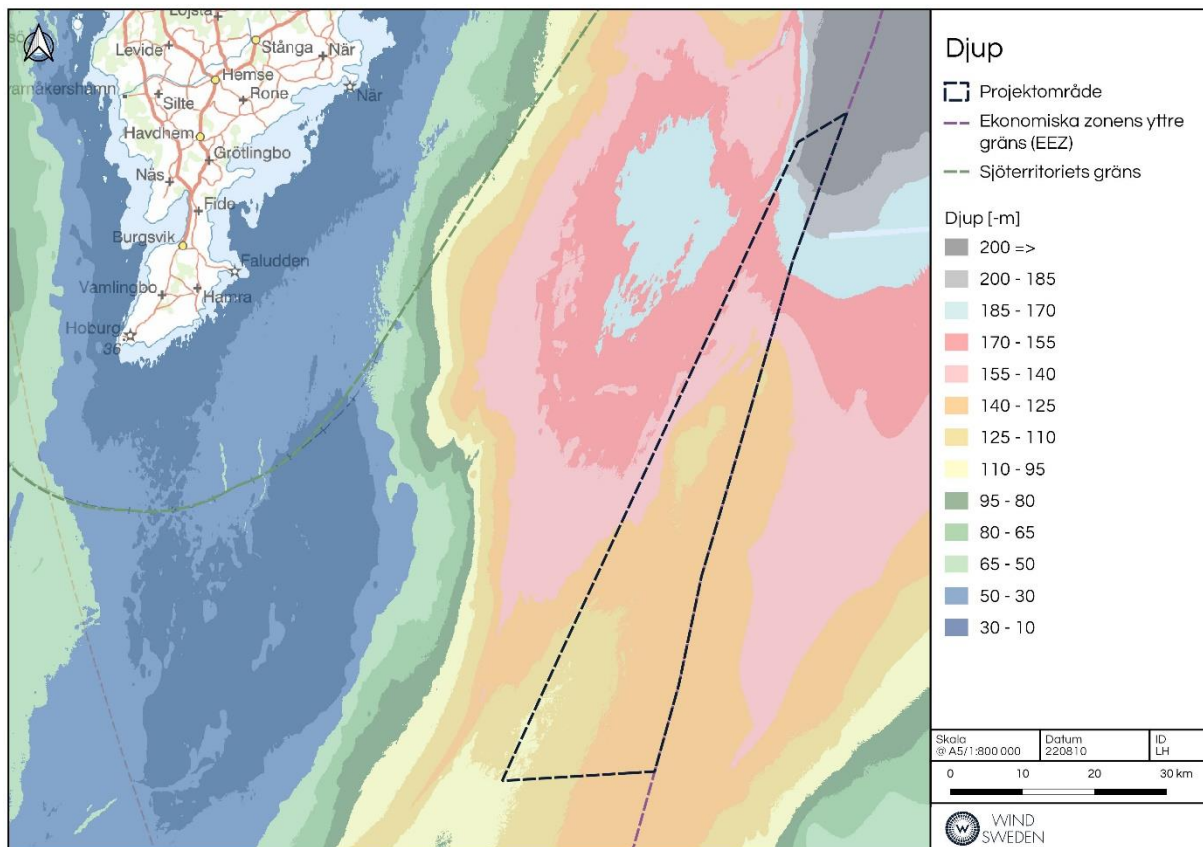 Löjsta
Levide
Stånga
När
Hemse
varnåkershamn
Silte
Rone
När
Havdhem
Grötlingbo
Näs
Fide
Burgsvik
Faludden
Vamlingbo
Hamra
Hoburg
36
Djup
Projektområde
Ekonomiska zonens yttre
gräns (EEZ)
Sjöterritoriets gräns
Djup [-m]
200 =>
200 - 185
185 - 170
170 - 155
155 - 140
140 - 125
125 - 110
110 - 95
95 - 80
80 - 65
65 - 50
50 - 30
30 - 10
Skala
@ A5/1:800 000
Datum
220810
ID
LH
0 10 20 30 km
W
WIND
SWEDEN